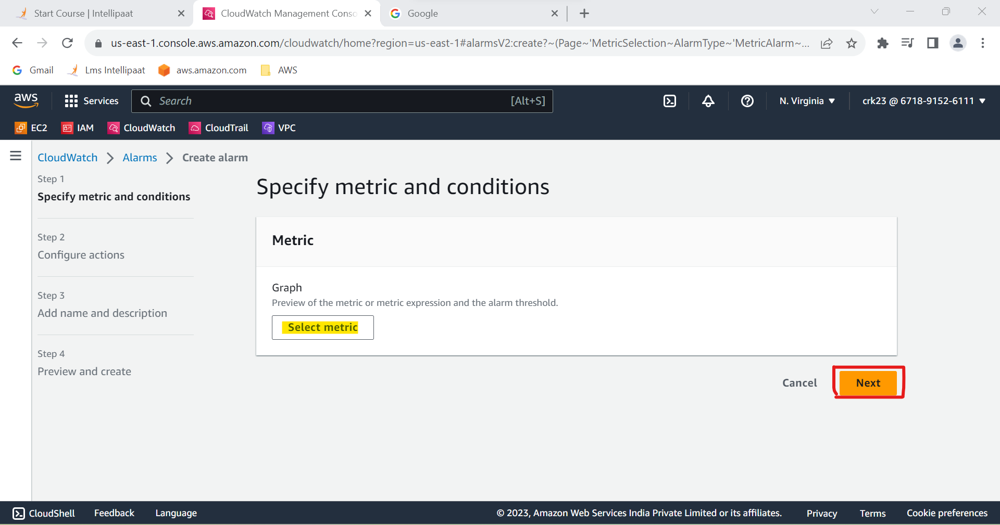 Start Course | Intellipaat
CloudWatch Management Conso
Google
us-east-1.console.aws.amazon.com/cloudwatch/home?region=us-east-1#alarmsV2:create?~(Page~'MetricSelection~AlarmType~'MetricAlarm~...
Gmail
Lms Intellipaat
aws.amazon.com
AWS
aws
Services
Search
[Alt+S]
N. Virginia
crk23 @ 6718-9152-6111
EC2
IAM
CloudWatch
CloudTrail
VPC
CloudWatch
Alarms
Create alarm
Step 1
Specify metric and conditions
Step 2
Configure actions
Step 3
Add name and description
Step 4
Preview and create
Specify metric and conditions
Metric
Graph
Preview of the metric or metric expression and the alarm threshold.
Select metric
Cancel
Next
CloudShell
Feedback
Language
© 2023, Amazon Web Services India Private Limited or its affiliates.
Privacy
Terms
Cookie preferences